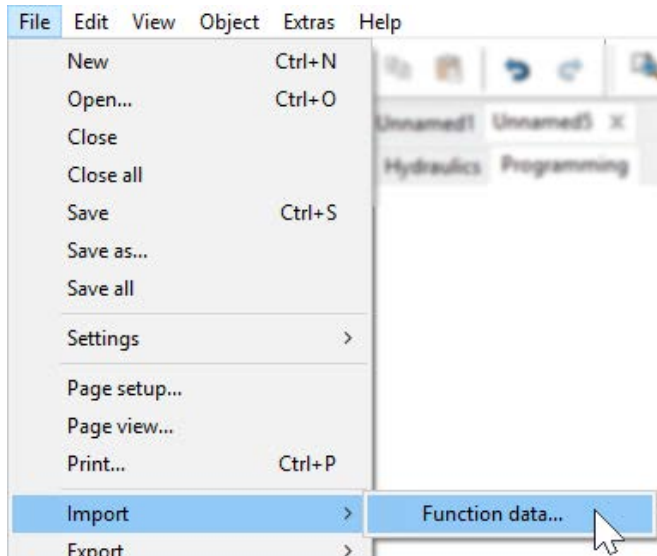 File Edit View Object Extras Help
New Ctrl+N
Open... Ctrl+O
Close
Close all
Save Ctrl+S
Save as...
Save all
Settings >
Page setup...
Page view...
Print... Ctrl+P
Import >
Function data...
Export >
Unnamed1 Unnamed5 X
Hydraulics Programming